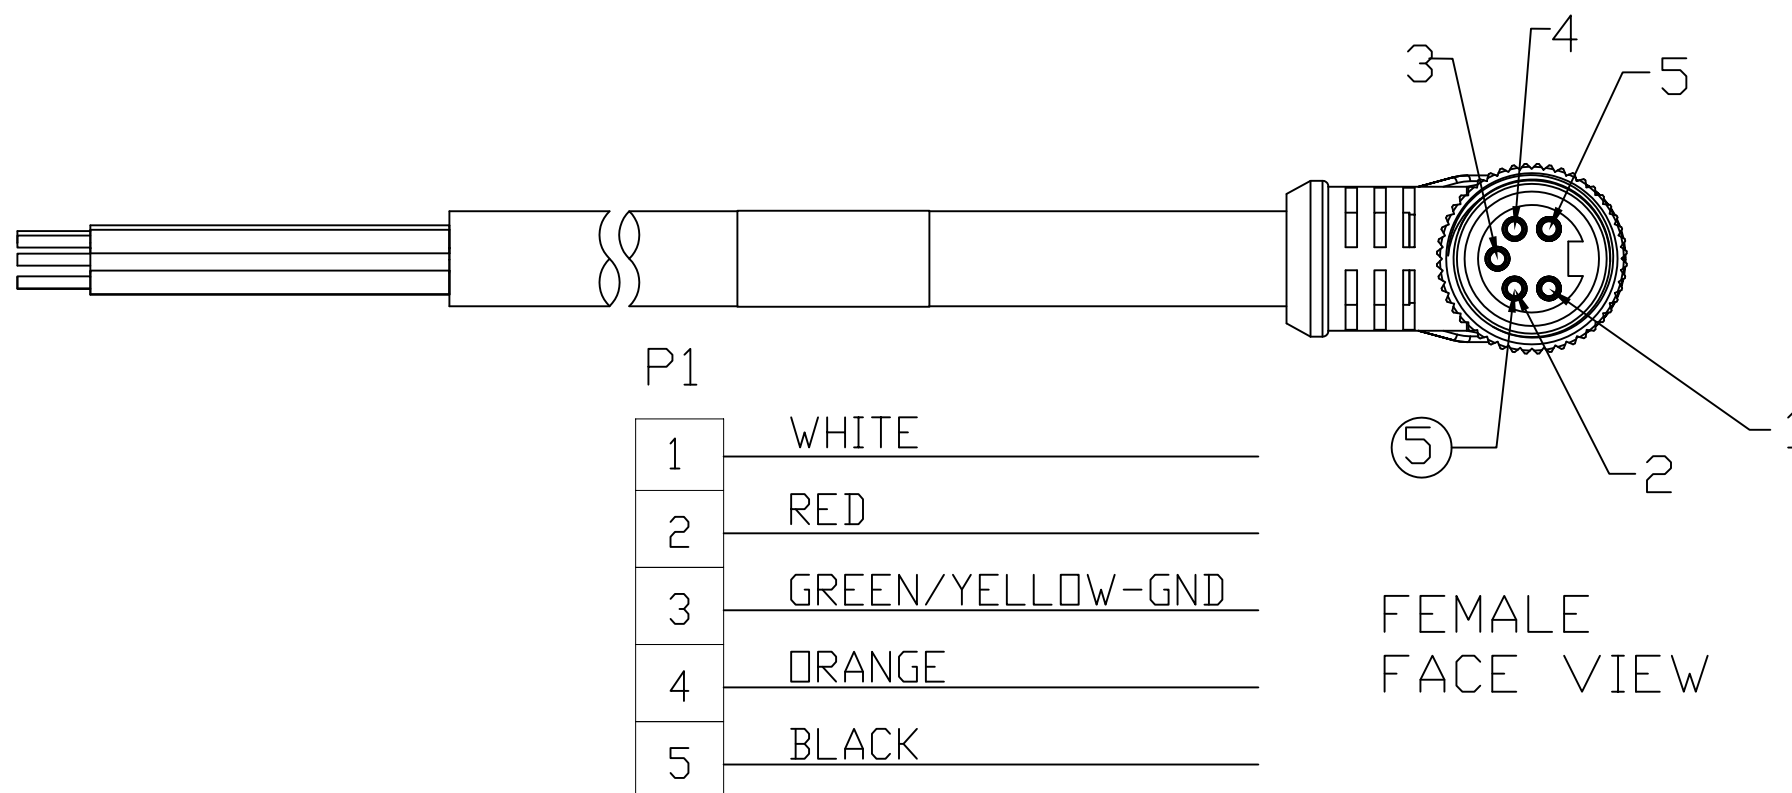 4
3
5
P1
1 WHITE
2 RED
3 GREEN/YELLOW-GND
4 ORANGE
5 BLACK
5
2
1
FEMALE
FACE VIEW